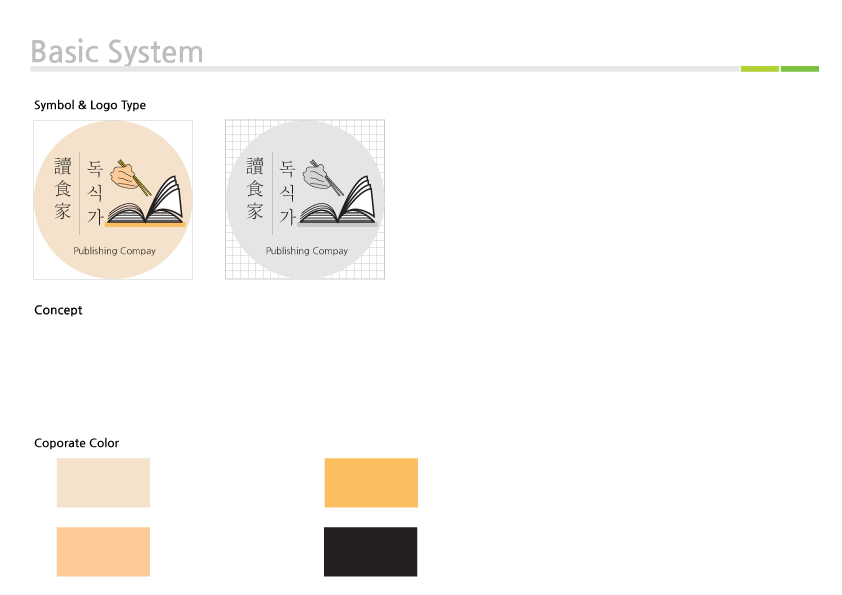 Basic System
Symbol & Logo Type
讀食家
독식가
Publishing Compay
讀食家
독식가
Publishing Compay
Concept
Coporate Color